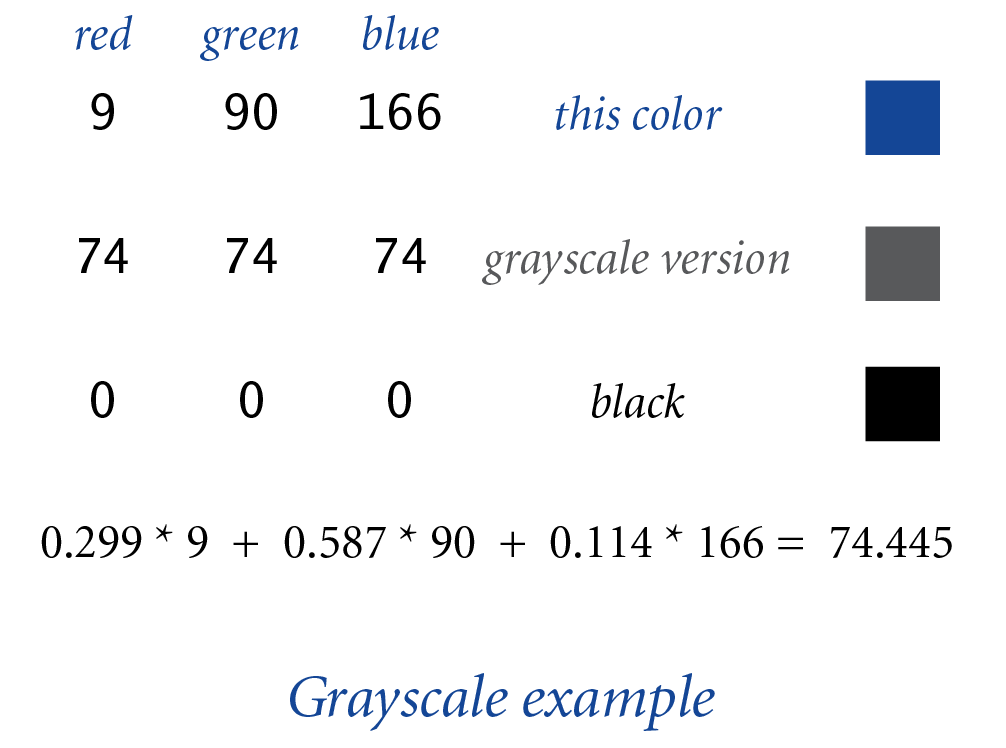 red green blue
9 90 166 this color
74 74 74 grayscale version
0 0 0 black
0.299 * 9 + 0.587 * 90 + 0.114 * 166 = 74.445
Grayscale example